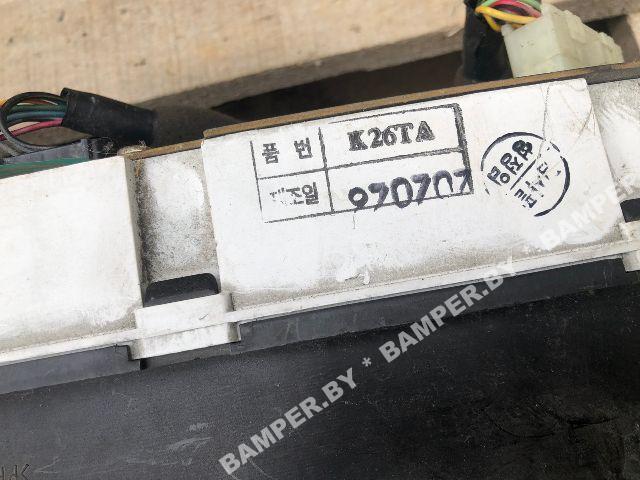 품 번 K26TA
제조일 970707
BAMPER.BY * BAMPER.BY * BAMPER.BY